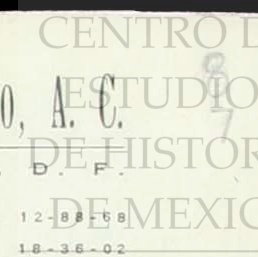 CENTRO D
ESTUDIO
O, A. C.
DE HISTOR
. D. F.
12-88-68
DE MEXIC
18-36-02